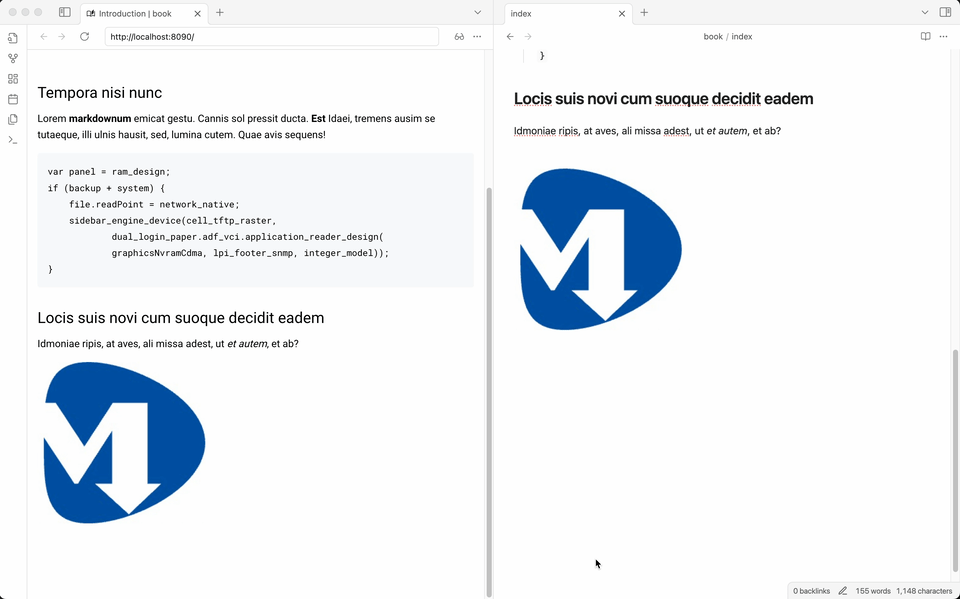 Introduction | book
http://localhost:8090/
Tempora nisi nunc
Lorem markdownum emicat gestu. Cannis sol pressit ducta. Est Idaei, tremens ausim se
tutaeque, illi ulnis hausit, sed, lumina cutem. Quae avis sequens!
var panel = ram_design;
if (backup + system) {
    file.readPoint = network_native;
    sidebar_engine_device(cell_tftp_raster,
            dual_login_paper.adf_vci.application_reader_design(
            graphicsNvramCdma, lpi_footer_snmp, integer_model));
}
Locis suis novi cum suoque decidit eadem
Idmoniae ripis, at aves, ali missa adest, ut et autem, et ab?
M
index
book / index
}
Locis suis novi cum suoque decidit eadem
Idmoniae ripis, at aves, ali missa adest, ut et autem, et ab?
M
0 backlinks 155 words 1,148 characters